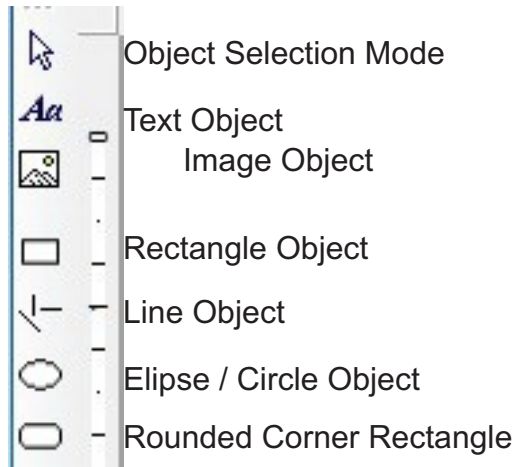 Object Selection Mode
Aa
Text Object
Image Object
Rectangle Object
Line Object
Elipse / Circle Object
Rounded Corner Rectangle